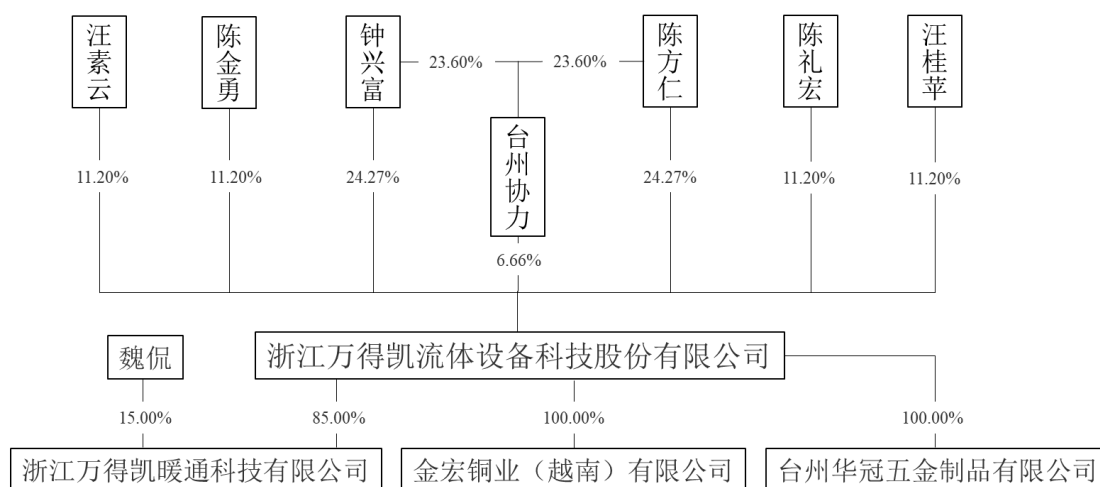 汪素云
陈金勇
钟兴富
23.60%
23.60%
陈方仁
陈礼宏
汪桂苹
台州协力
11.20%
11.20%
24.27%
24.27%
11.20%
11.20%
6.66%
魏侃
浙江万得凯流体设备科技股份有限公司
15.00%
85.00%
100.00%
100.00%
浙江万得凯暖通科技有限公司
金宏铜业（越南）有限公司
台州华冠五金制品有限公司